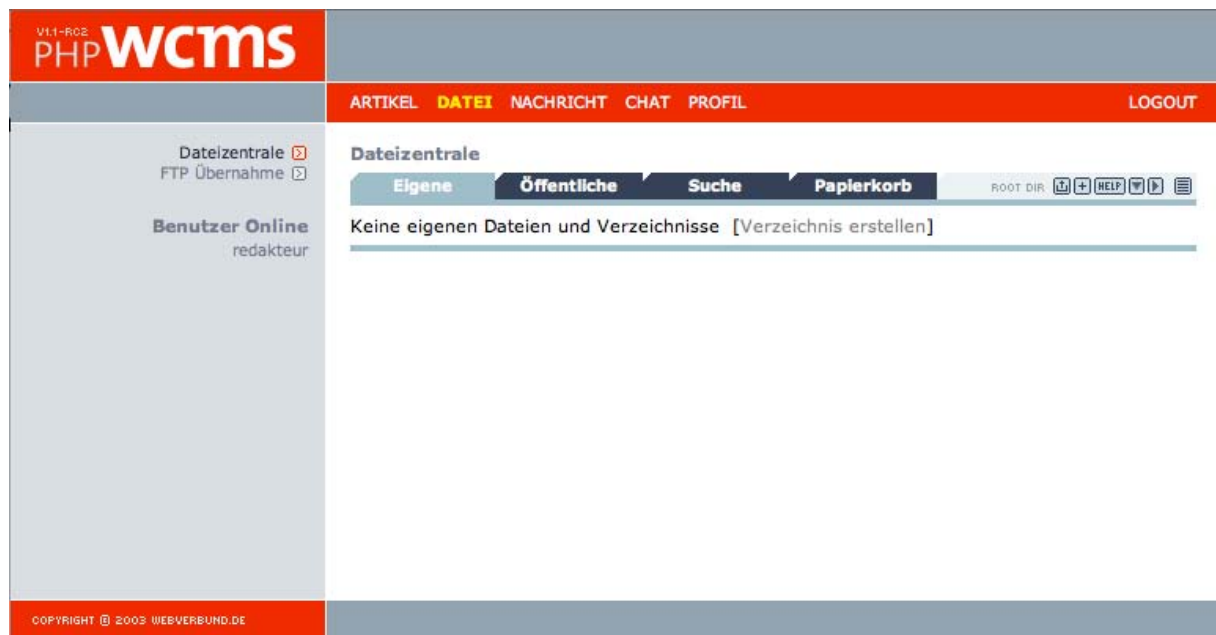 V1.1-RC2
PHPWCMS
ARTIKEL DATEI NACHRICHT CHAT PROFIL LOGOUT
Dateizentrale
FTP Übernahme
Benutzer Online
redakteur
Dateizentrale
Eigene Öffentliche Suche Papierkorb ROOT DIR HELP
Keine eigenen Dateien und Verzeichnisse [Verzeichnis erstellen]
COPYRIGHT © 2003 WEBVERBUND.DE